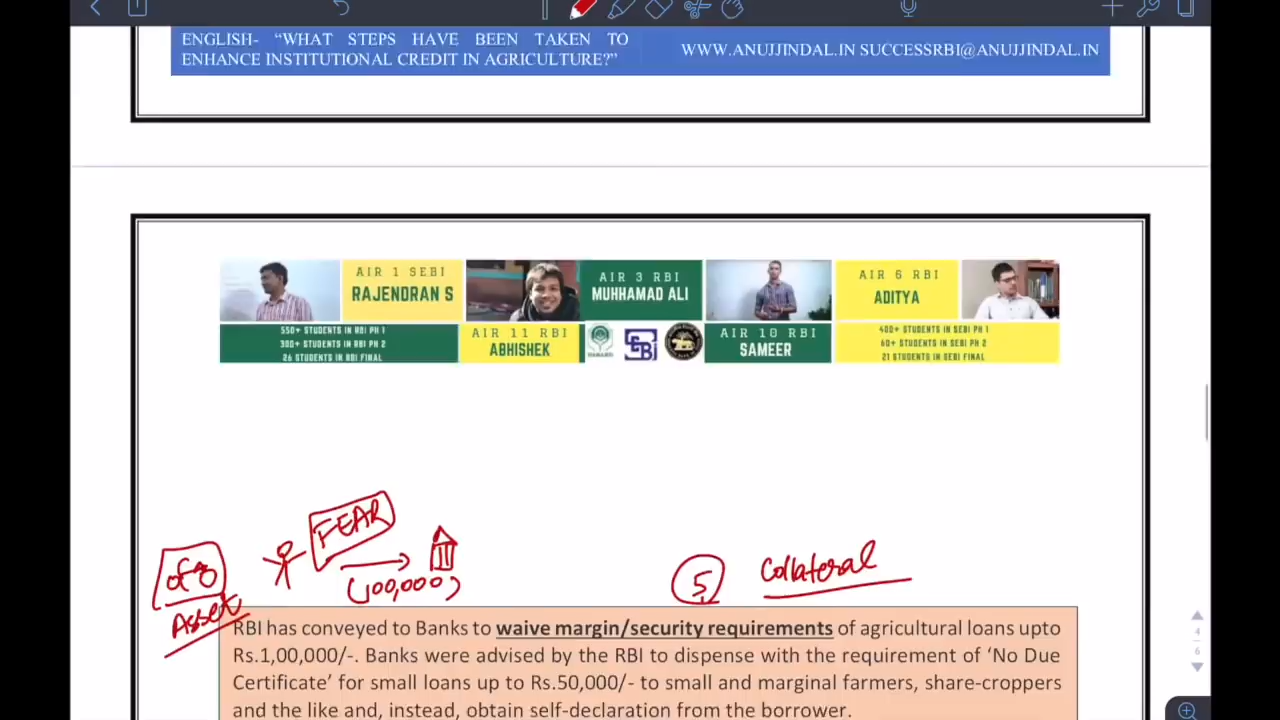 ENGLISH- “WHAT STEPS HAVE BEEN TAKEN TO
ENHANCE INSTITUTIONAL CREDIT IN AGRICULTURE?”
WWW.ANUJJINDAL.IN SUCCESSRBI@ANUJJINDAL.IN
AIR 1 SEBI
RAJENDRAN S
AIR 3 RBI
MUHHAMAD ALI
AIR 6 RBI
ADITYA
550+ STUDENTS IN RBI PH 1
300+ STUDENTS IN RBI PH 2
26 STUDENTS IN RBI FINAL
AIR 11 RBI
ABHISHEK
SEBI
AIR 10 RBI
SAMEER
400+ STUDENTS IN SEBI PH 1
60+ STUDENTS IN SEBI PH 2
21 STUDENTS IN SEBI FINAL
FEAR
(100,000)
Asset
5
Collateral
RBI has conveyed to Banks to waive margin/security requirements of agricultural loans upto
Rs.1,00,000/-. Banks were advised by the RBI to dispense with the requirement of ‘No Due
Certificate’ for small loans up to Rs.50,000/- to small and marginal farmers, share-croppers
and the like and, instead, obtain self-declaration from the borrower.
4
6